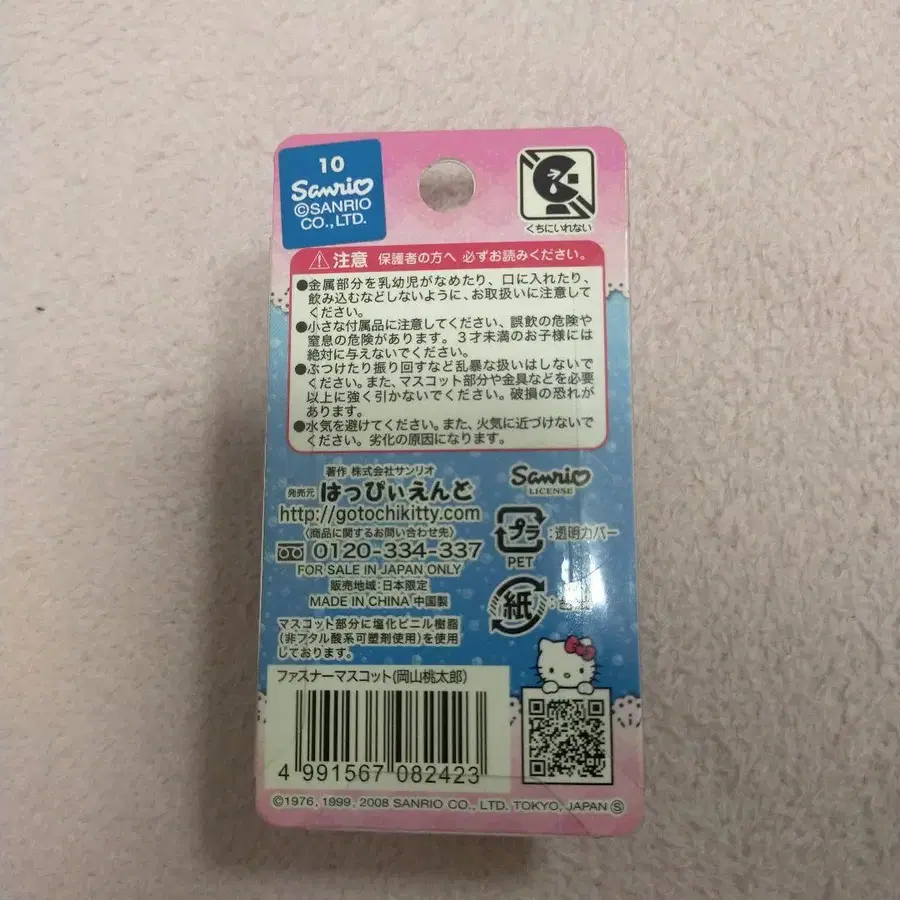 10
Sanrio
©SANRIO
CO.,LTD.
くちにいれない
注意 保護者の方へ 必ずお読みください。
●金属部分を乳幼児がなめたり、口に入れたり、
飲み込むなどしないように、お取扱いに注意して
ください。
●小さな付属品に注意してください、誤飲の危険や
窒息の危険があります。3才未満のお子様には
絶対に与えないでください。
●ぶつけたり振り回すなど乱暴な扱いはしないで
ください。また、マスコット部分や金具などを必要
以上に強く引かないでください。破損の恐れが
あります。
●水気を避けてください。また、火気に近づけないで
ください。劣化の原因になります。
著作 株式会社サンリオ
発売元 はっぴぃえんど
http://gotochikitty.com
〈商品に関するお問い合わせ先〉
0120-334-337
FOR SALE IN JAPAN ONLY
販売地域:日本限定
MADE IN CHINA 中国製
マスコット部分に塩化ビニル樹脂
(非フタル酸系可塑剤使用)を使用
しております。
Sanrio
LICENSE
プラ :透明カバー
PET
紙
ファスナーマスコット(岡山桃太郎)
4 991567 082423
©1976, 1999, 2008 SANRIO CO., LTD. TOKYO, JAPAN Ⓢ